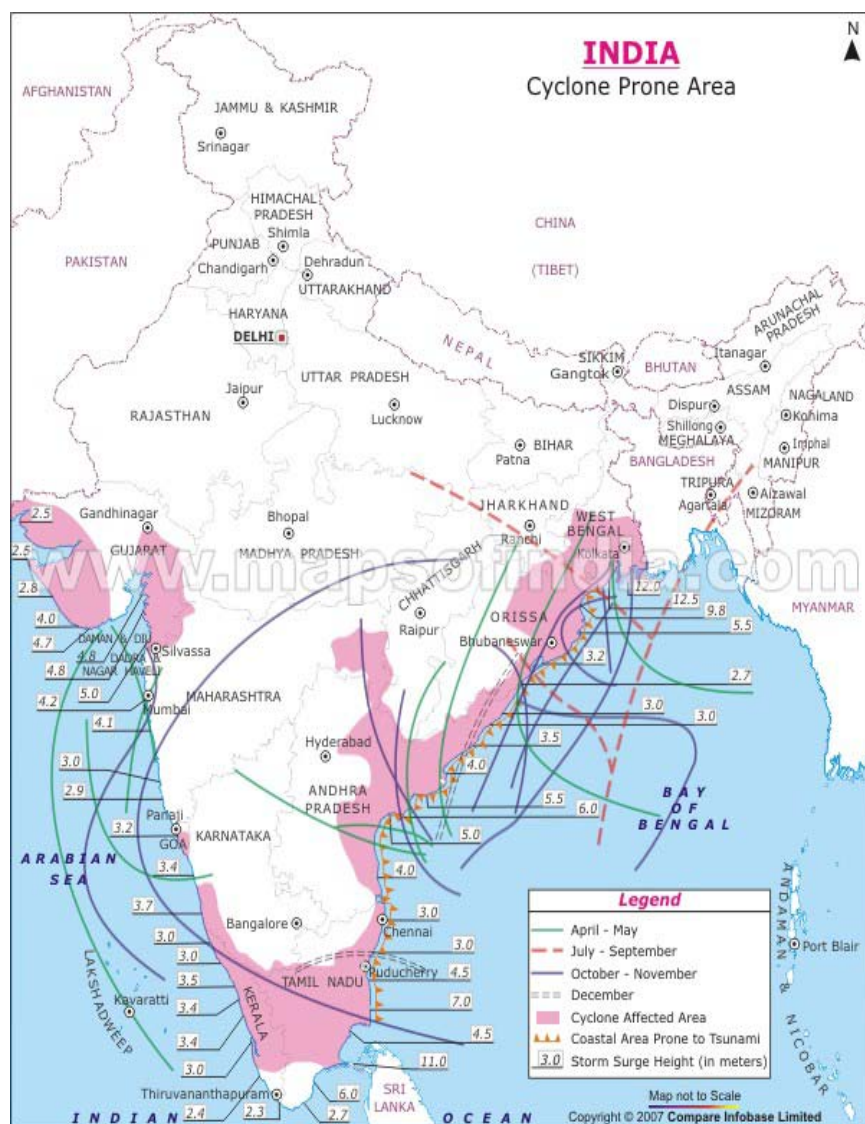 INDIA
Cyclone Prone Area
N
AFGHANISTAN
JAMMU & KASHMIR
Srinagar
HIMACHAL
PRADESH
Shimla
PUNJAB
Chandigarh
Dehradun
UTTARAKHAND
CHINA
(TIBET)
PAKISTAN
HARYANA
DELHI
NEPAL
SIKKIM
Gangtok
BHUTAN
ARUNACHAL
PRADESH
Itanagar
UTTAR PRADESH
Jaipur
RAJASTHAN
Lucknow
ASSAM
Dispur
NAGALAND
Kohima
Shillong
MEGHALAYA
BIHAR
Patna
Imphal
MANIPUR
BANGLADESH
TRIPURA
Agartala
Aizawal
MIZORAM
JHARKHAND
Ranchi
WEST
BENGAL
Kolkata
2.5
Gandhinagar
GUJARAT
Bhopal
MADHYA PRADESH
www.mapsofindia.com
CHHATTISGARH
Raipur
ORISSA
Bhubaneswar
MYANMAR
2.5
2.8
4.0
4.7
DAMAN & DIU
4.8
DADRA &
NAGAR HAVELI
4.8
5.0
Silvassa
4.2
Mumbai
MAHARASHTRA
4.1
12.0
12.5
9.8
5.5
3.2
2.7
3.0
3.0
3.5
4.0
3.0
2.9
Hyderabad
ANDHRA
PRADESH
5.5
6.0
5.0
BAY
OF
BENGAL
3.2
Panaji
GOA
KARNATAKA
ARABIAN
SEA
3.4
4.0
3.7
Bangalore
3.0
Chennai
3.0
3.0
3.0
Puducherry
4.5
TAMIL NADU
3.5
7.0
LAKSHADWEEP
Kavaratti
KERALA
3.4
3.4
4.5
3.0
11.0
Thiruvananthapuram
6.0
SRI
LANKA
2.4
2.3
2.7
INDIAN OCEAN
ANDAMAN & NICOBAR
Port Blair
Legend
April - May
July - September
October - November
December
Cyclone Affected Area
Coastal Area Prone to Tsunami
3.0 Storm Surge Height (in meters)
Map not to Scale
Copyright © 2007 Compare Infobase Limited